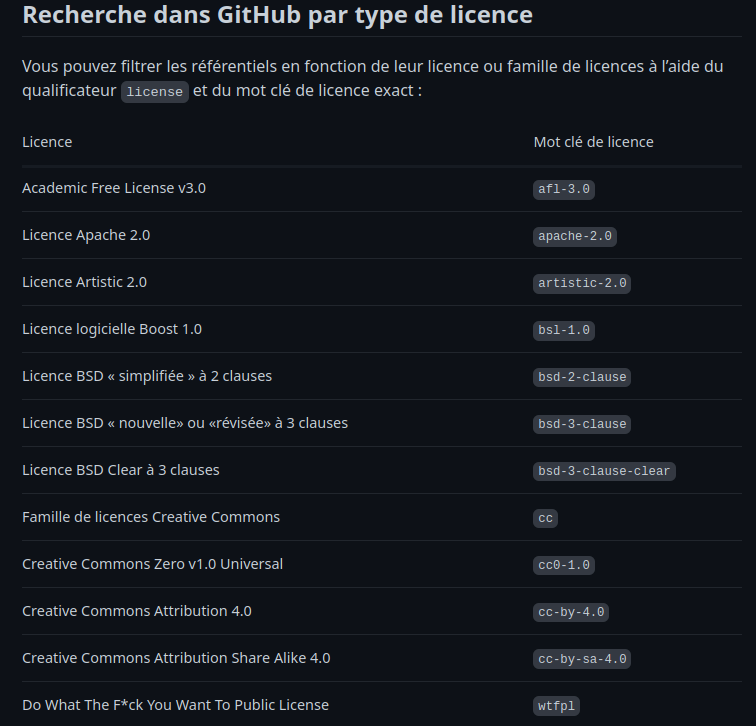 Recherche dans GitHub par type de licence
Vous pouvez filtrer les référentiels en fonction de leur licence ou famille de licences à l’aide du
qualificateur license et du mot clé de licence exact :
Licence Mot clé de licence
Academic Free License v3.0 afl-3.0
Licence Apache 2.0 apache-2.0
Licence Artistic 2.0 artistic-2.0
Licence logicielle Boost 1.0 bsl-1.0
Licence BSD « simplifiée » à 2 clauses bsd-2-clause
Licence BSD « nouvelle» ou «révisée» à 3 clauses bsd-3-clause
Licence BSD Clear à 3 clauses bsd-3-clause-clear
Famille de licences Creative Commons cc
Creative Commons Zero v1.0 Universal cc0-1.0
Creative Commons Attribution 4.0 cc-by-4.0
Creative Commons Attribution Share Alike 4.0 cc-by-sa-4.0
Do What The F*ck You Want To Public License wtfpl